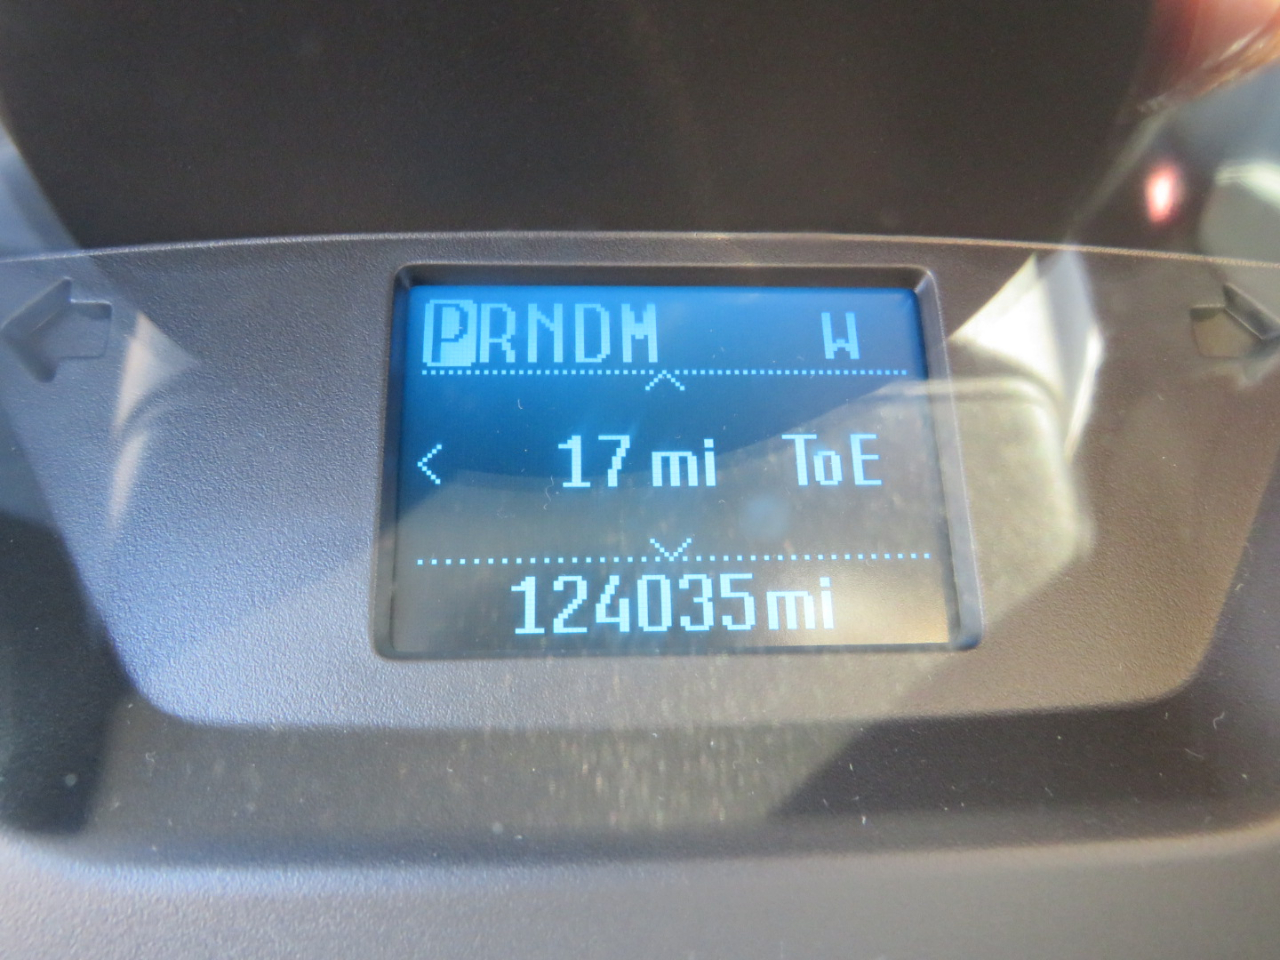 PRNDM W
< 17 mi ToE
124035mi